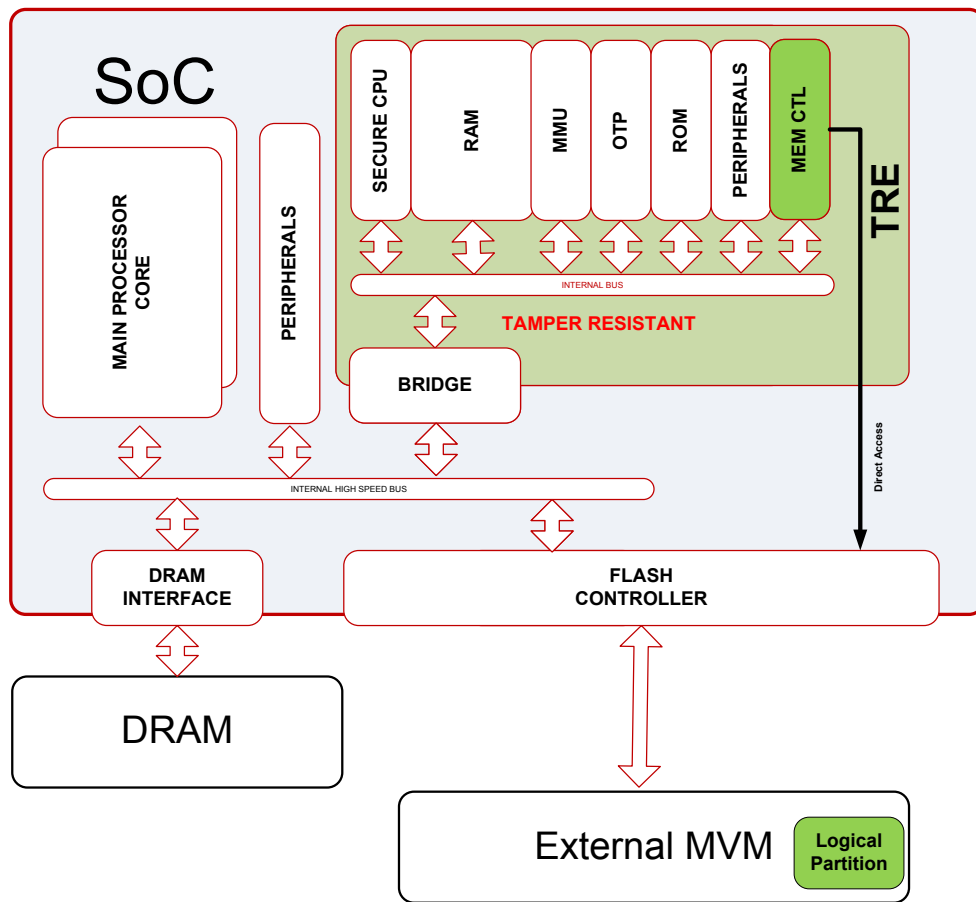 SoC
MAIN PROCESSOR
CORE
PERIPHERALS
SECURE CPU
RAM
MMU
OTP
ROM
PERIPHERALS
MEM CTL
TRE
INTERNAL BUS
TAMPER RESISTANT
BRIDGE
Direct Access
INTERNAL HIGH SPEED BUS
DRAM
INTERFACE
FLASH
CONTROLLER
DRAM
External MVM
Logical
Partition